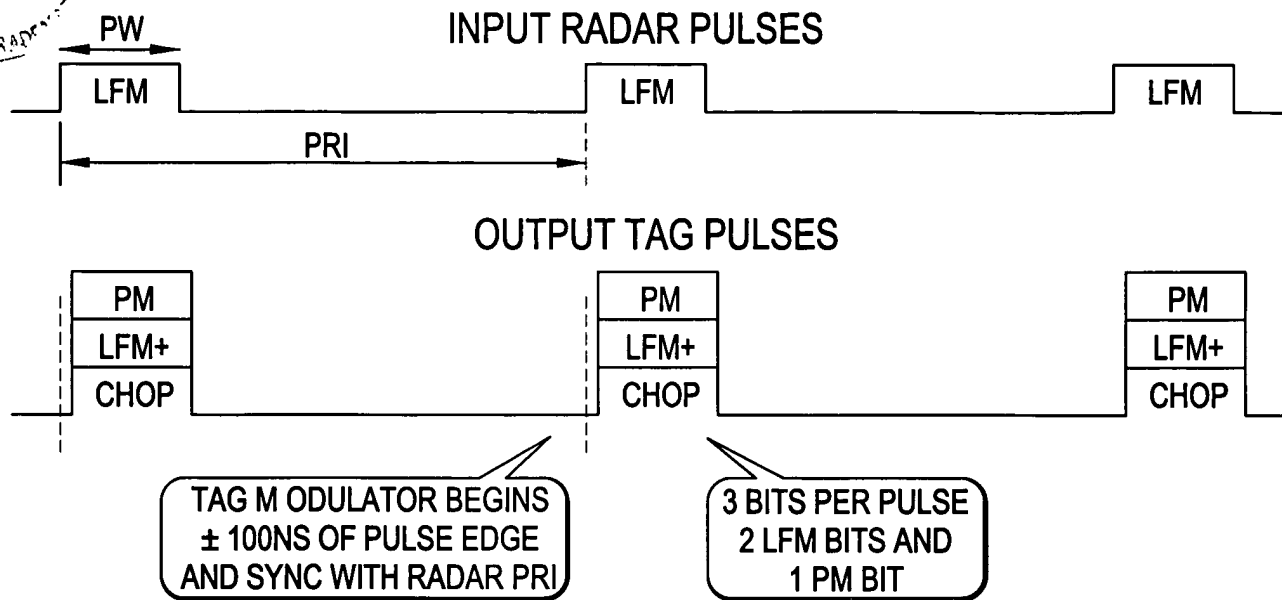 INPUT RADAR PULSES
PW
LFM LFM LFM
PRI
OUTPUT TAG PULSES
PM PM PM
LFM+ LFM+ LFM+
CHOP CHOP CHOP
TAG M ODULATOR BEGINS
± 100NS OF PULSE EDGE
AND SYNC WITH RADAR PRI
3 BITS PER PULSE
2 LFM BITS AND
1 PM BIT